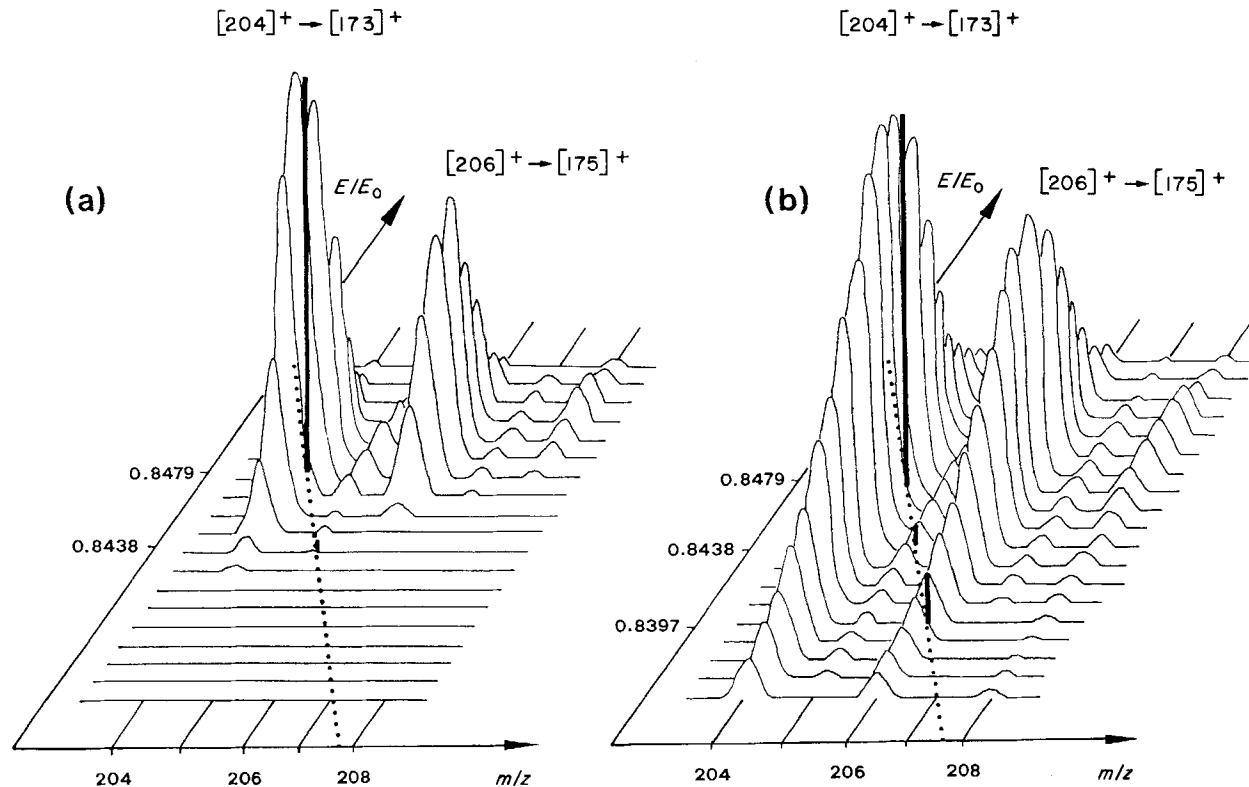 [204]⁺ → [173]⁺
[206]⁺ → [175]⁺
(a)
E/E₀
0.8479
0.8438
204
206
208
m/z
[204]⁺ → [173]⁺
[206]⁺ → [175]⁺
(b)
E/E₀
0.8479
0.8438
0.8397
204
206
208
m/z